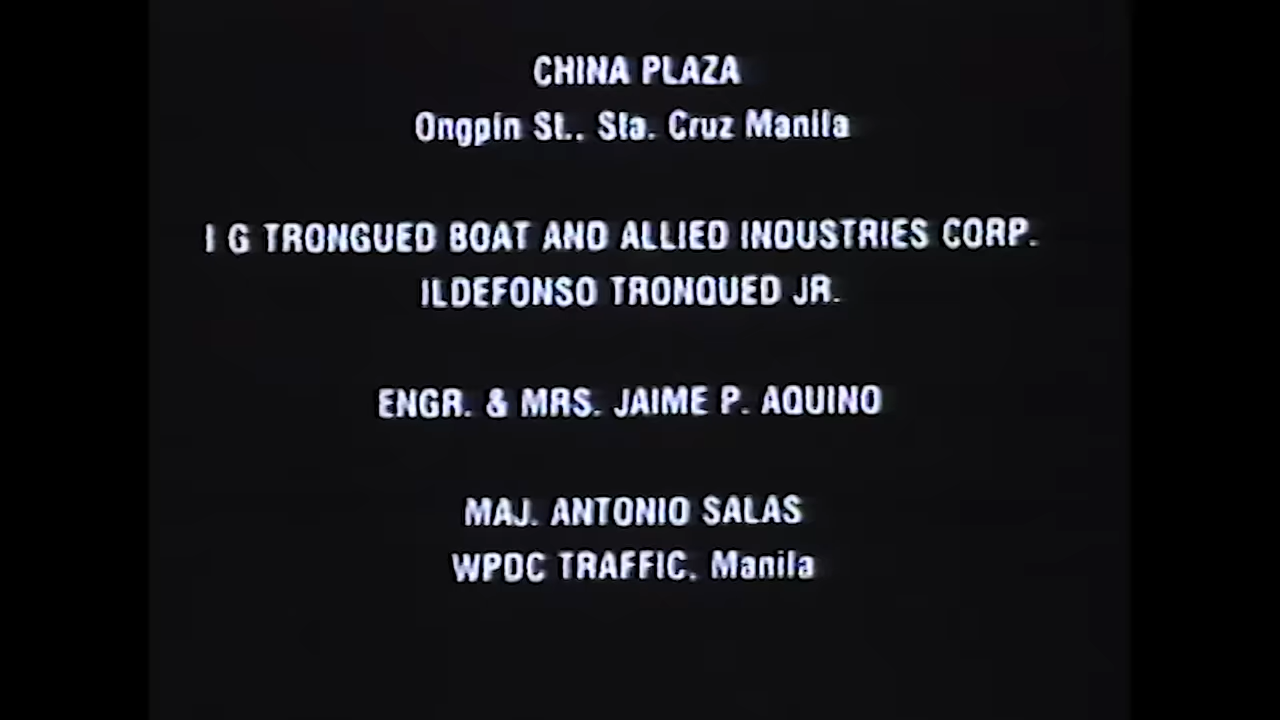 CHINA PLAZA
Ongpin St., Sta. Cruz Manila
I G TRONGUED BOAT AND ALLIED INDUSTRIES CORP.
ILDEFONSO TRONQUED JR.
ENGR. & MRS. JAIME P. AQUINO
MAJ. ANTONIO SALAS
WPDC TRAFFIC, Manila